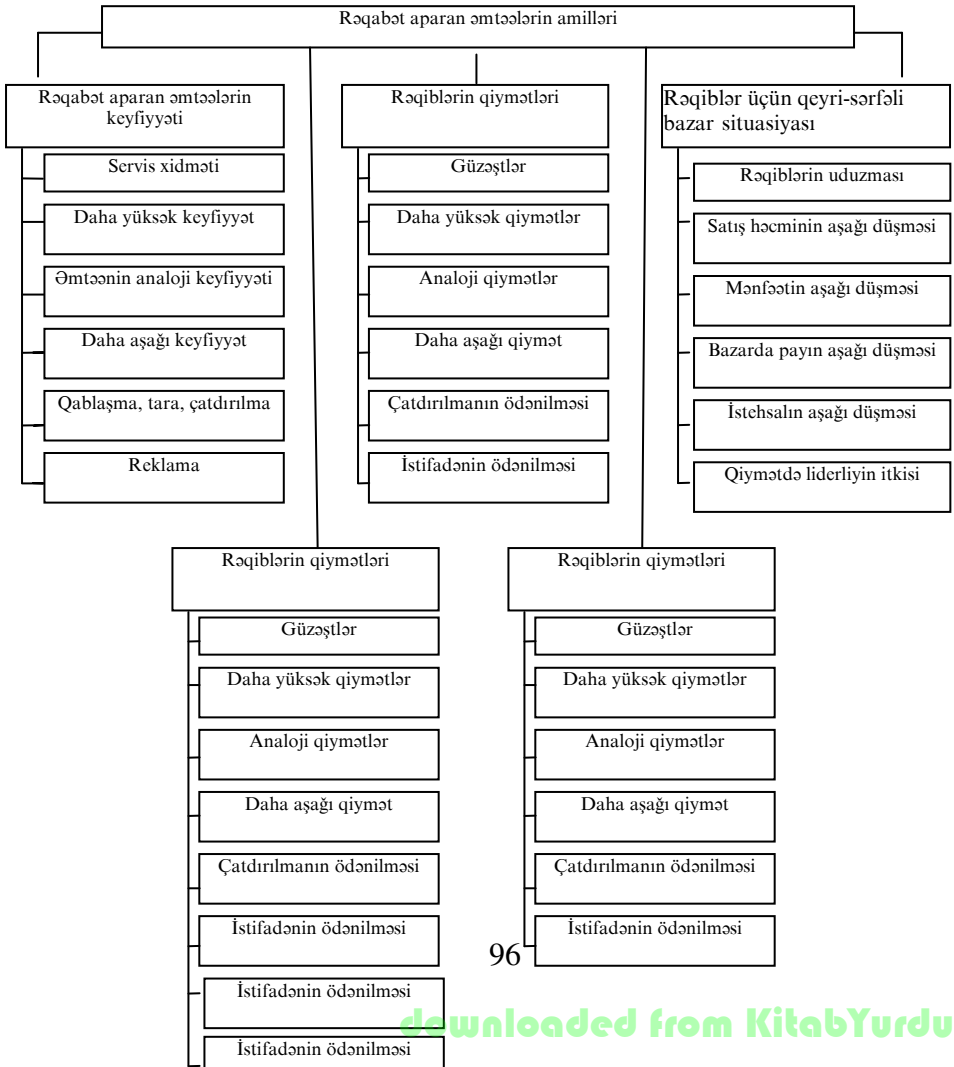 Rəqabət aparan əmtəələrin amilləri
Rəqabət aparan əmtəələrin
keyfiyyəti
Servis xidməti
Daha yüksək keyfiyyət
Əmtəənin analoji keyfiyyəti
Daha aşağı keyfiyyət
Qablaşma, tara, çatdırılma
Reklama
Rəqiblərin qiymətləri
Güzəştlər
Daha yüksək qiymətlər
Analoji qiymətlər
Daha aşağı qiymət
Çatdırılmanın ödənilməsi
İstifadənin ödənilməsi
Rəqiblər üçün qeyri-sərfəli
bazar situasiyası
Rəqiblərin uduzması
Satış həcminin aşağı düşməsi
Mənfəətin aşağı düşməsi
Bazarda payın aşağı düşməsi
İstehsalın aşağı düşməsi
Qiymətdə liderliyin itkisi
Rəqiblərin qiymətləri
Güzəştlər
Daha yüksək qiymətlər
Analoji qiymətlər
Daha aşağı qiymət
Çatdırılmanın ödənilməsi
İstifadənin ödənilməsi
İstifadənin ödənilməsi
İstifadənin ödənilməsi
Rəqiblərin qiymətləri
Güzəştlər
Daha yüksək qiymətlər
Analoji qiymətlər
Daha aşağı qiymət
Çatdırılmanın ödənilməsi
İstifadənin ödənilməsi
96
downloaded from KitabYurdu